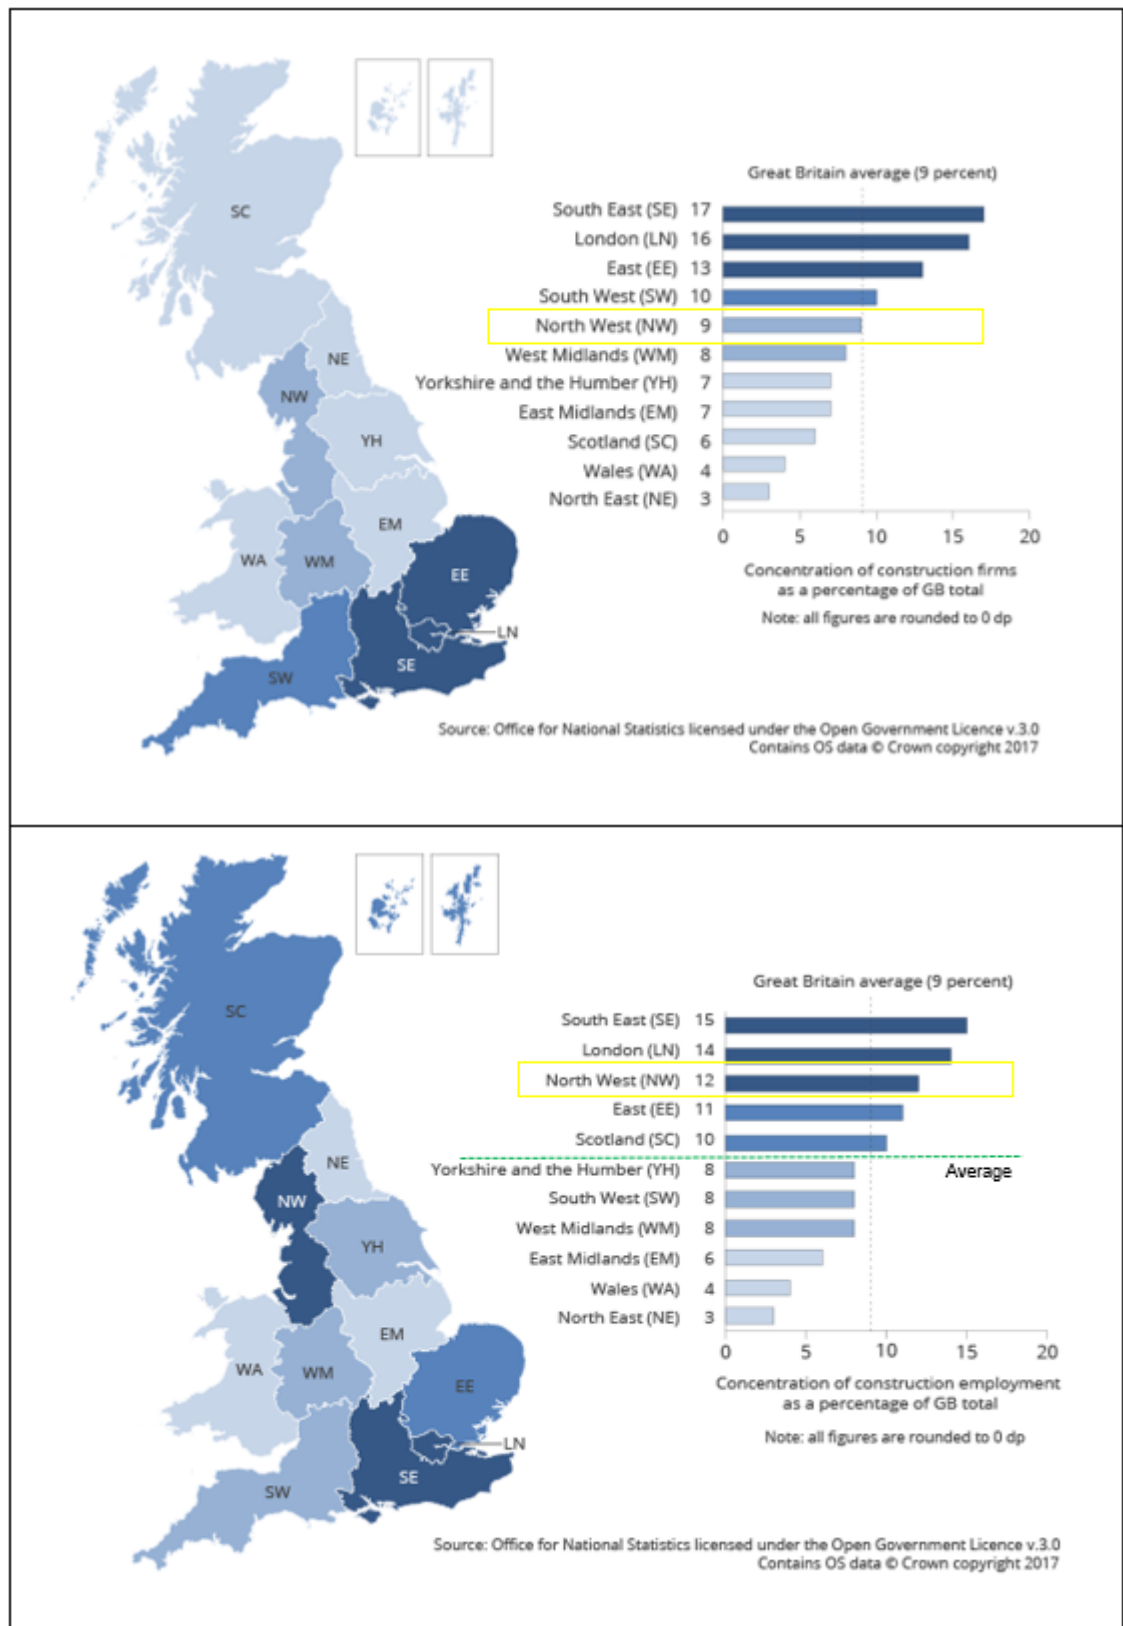 SC
NE
NW
YH
EM
WA
WM
EE
LN
SE
SW
Great Britain average (9 percent)
South East (SE) 17
London (LN) 16
East (EE) 13
South West (SW) 10
North West (NW) 9
West Midlands (WM) 8
Yorkshire and the Humber (YH) 7
East Midlands (EM) 7
Scotland (SC) 6
Wales (WA) 4
North East (NE) 3
0 5 10 15 20
Concentration of construction firms
as a percentage of GB total
Note: all figures are rounded to 0 dp
Source: Office for National Statistics licensed under the Open Government Licence v.3.0
Contains OS data © Crown copyright 2017
SC
NE
NW
YH
EM
WA
WM
EE
LN
SE
SW
Great Britain average (9 percent)
South East (SE) 15
London (LN) 14
North West (NW) 12
East (EE) 11
Scotland (SC) 10
Yorkshire and the Humber (YH) 8
Average
South West (SW) 8
West Midlands (WM) 8
East Midlands (EM) 6
Wales (WA) 4
North East (NE) 3
0 5 10 15 20
Concentration of construction employment
as a percentage of GB total
Note: all figures are rounded to 0 dp
Source: Office for National Statistics licensed under the Open Government Licence v.3.0
Contains OS data © Crown copyright 2017